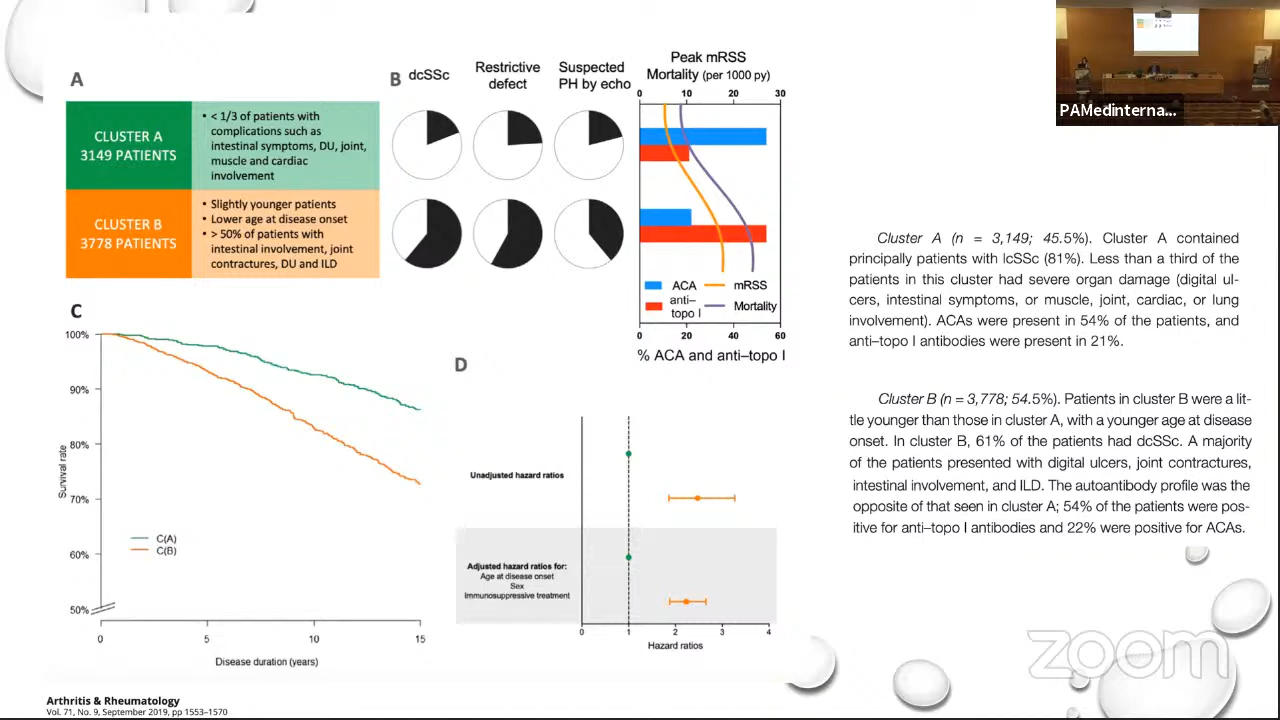 A
CLUSTER A
3149 PATIENTS
• < 1/3 of patients with
complications such as
intestinal symptoms, DU, joint,
muscle and cardiac
involvement
CLUSTER B
3778 PATIENTS
• Slightly younger patients
• Lower age at disease onset
• > 50% of patients with
intestinal involvement, joint
contractures, DU and ILD
B
dcSSc
Restrictive
defect
Suspected
PH by echo
Peak mRSS
Mortality (per 1000 py)
0 10 20 30
ACA
mRSS
anti–
topo I
Mortality
0 20 40 60
% ACA and anti–topo I
C
100%
90%
80%
70%
60%
50%
Survival rate
C(A)
C(B)
0 5 10 15
Disease duration (years)
D
Unadjusted hazard ratios
Adjusted hazard ratios for:
Age at disease onset
Sex
Immunosuppressive treatment
0 1 2 3 4
Hazard ratios
PAMedinterna...
Cluster A (n = 3,149; 45.5%). Cluster A contained
principally patients with lcSSc (81%). Less than a third of the
patients in this cluster had severe organ damage (digital ul-
cers, intestinal symptoms, or muscle, joint, cardiac, or lung
involvement). ACAs were present in 54% of the patients, and
anti–topo I antibodies were present in 21%.
Cluster B (n = 3,778; 54.5%). Patients in cluster B were a lit-
tle younger than those in cluster A, with a younger age at disease
onset. In cluster B, 61% of the patients had dcSSc. A majority
of the patients presented with digital ulcers, joint contractures,
intestinal involvement, and ILD. The autoantibody profile was the
opposite of that seen in cluster A; 54% of the patients were pos-
itive for anti–topo I antibodies and 22% were positive for ACAs.
zoom
Arthritis & Rheumatology
Vol. 71, No. 9, September 2019, pp 1553–1570